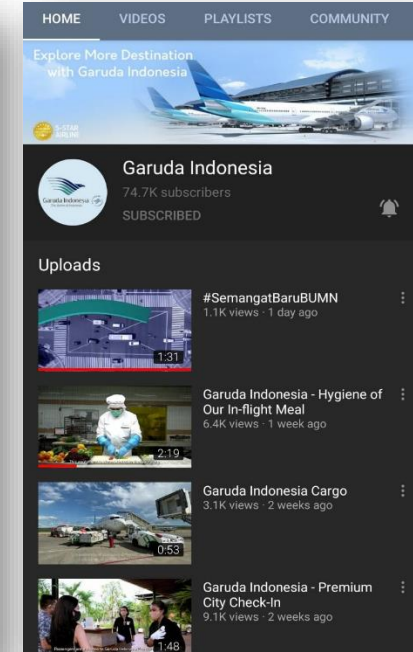 HOME VIDEOS PLAYLISTS COMMUNITY
Explore More Destination
with Garuda Indonesia
5-STAR
AIRLINE
Garuda Indonesia
Garuda Indonesia
74.7K subscribers
SUBSCRIBED
Uploads
#SemangatBaruBUMN
1.1K views · 1 day ago
1:31
Garuda Indonesia - Hygiene of
Our In-flight Meal
6.4K views · 1 week ago
2:19
Garuda Indonesia Cargo
3.1K views · 2 weeks ago
0:53
Garuda Indonesia - Premium
City Check-In
9.1K views · 2 weeks ago
1:48